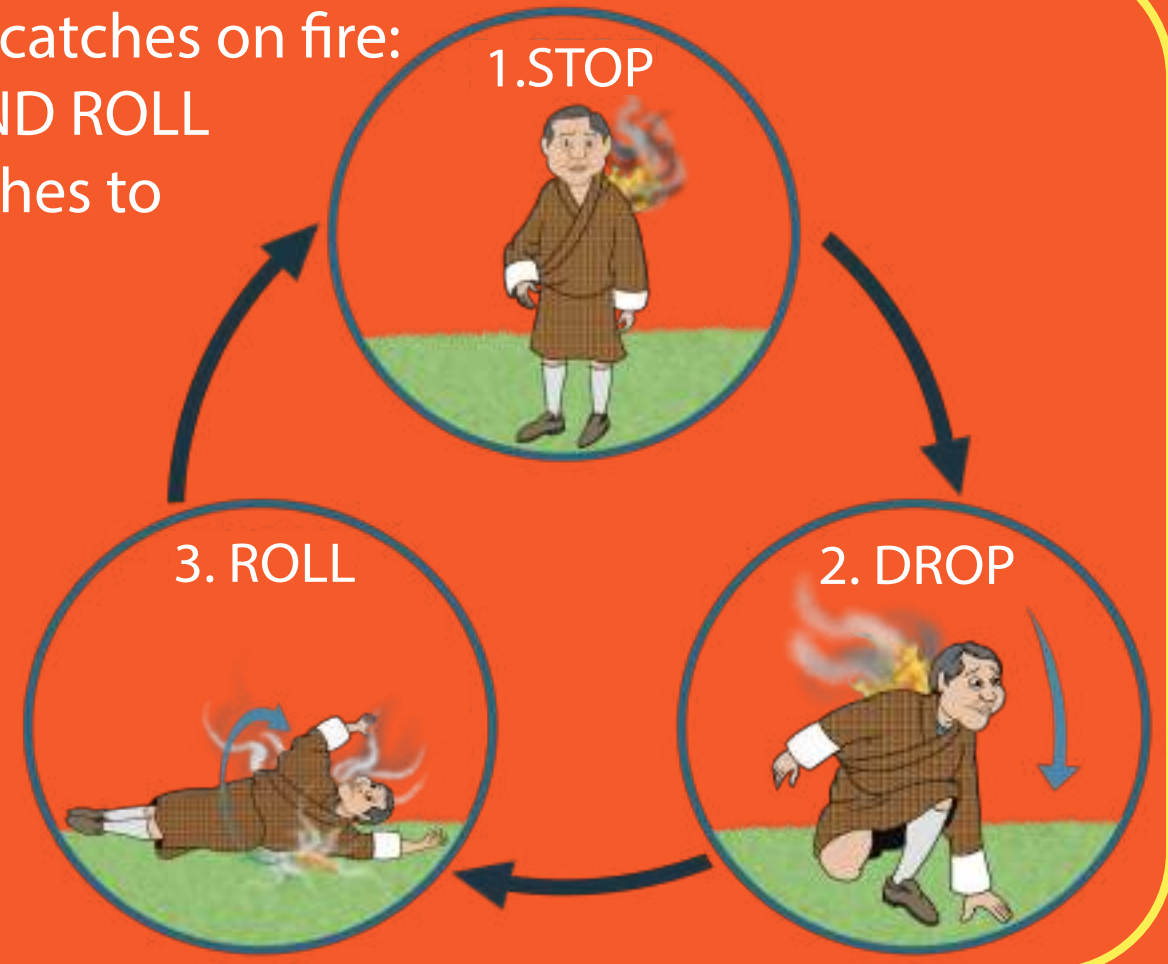 catches on fire:
ND ROLL
hes to
1.STOP
2. DROP
3. ROLL